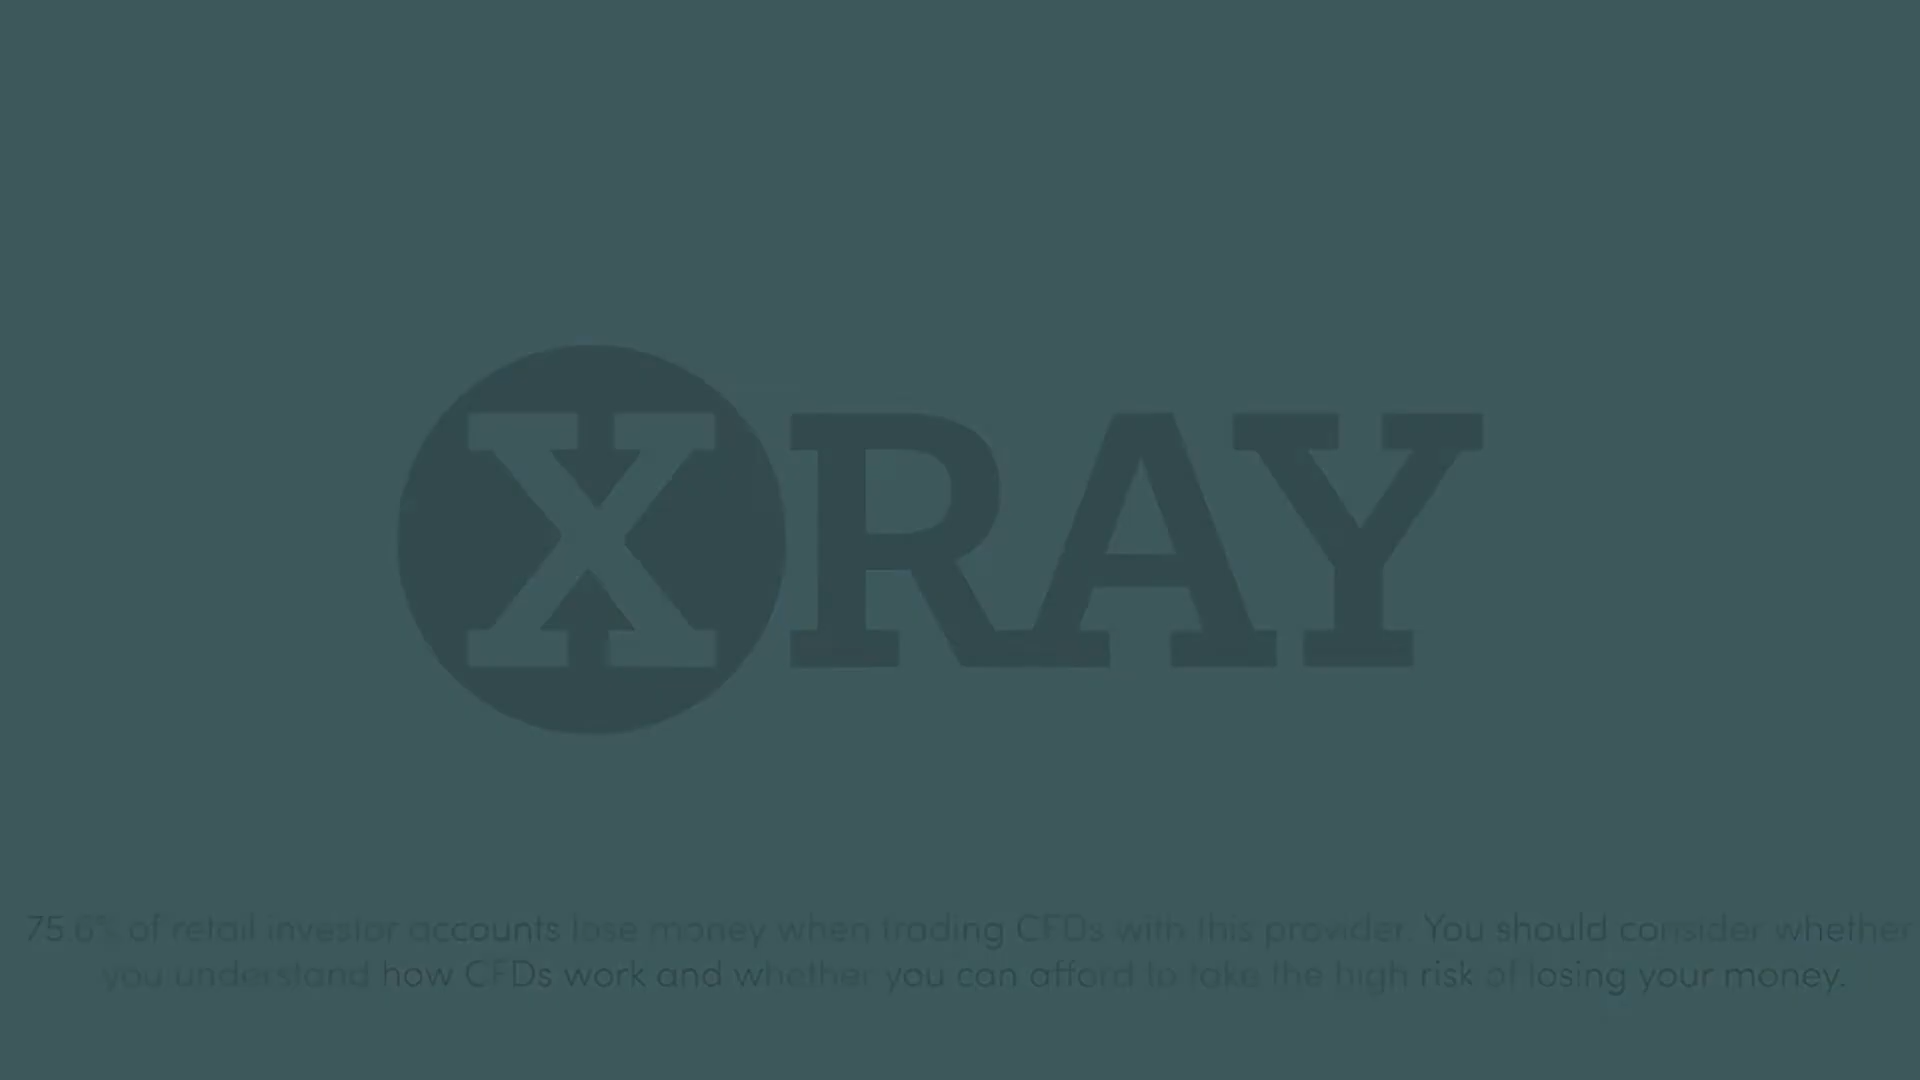 XRAY
75.6% of retail investor accounts lose money when trading CFDs with this provider. You should consider whether
you understand how CFDs work and whether you can afford to take the high risk of losing your money.